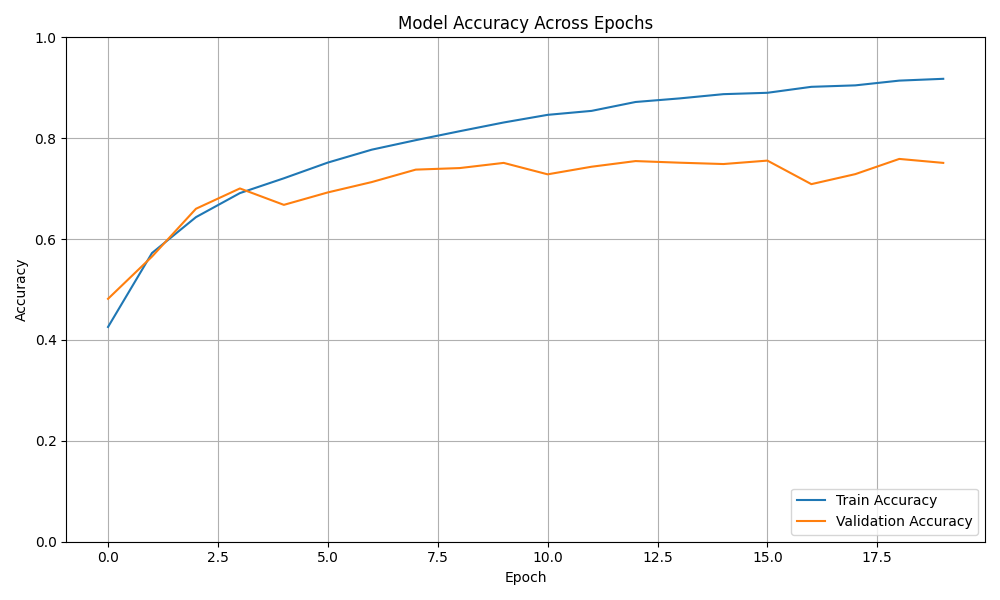 Model Accuracy Across Epochs
1.0
0.8
0.6
0.4
0.2
0.0
Accuracy
0.0 2.5 5.0 7.5 10.0 12.5 15.0 17.5
Epoch
Train Accuracy
Validation Accuracy